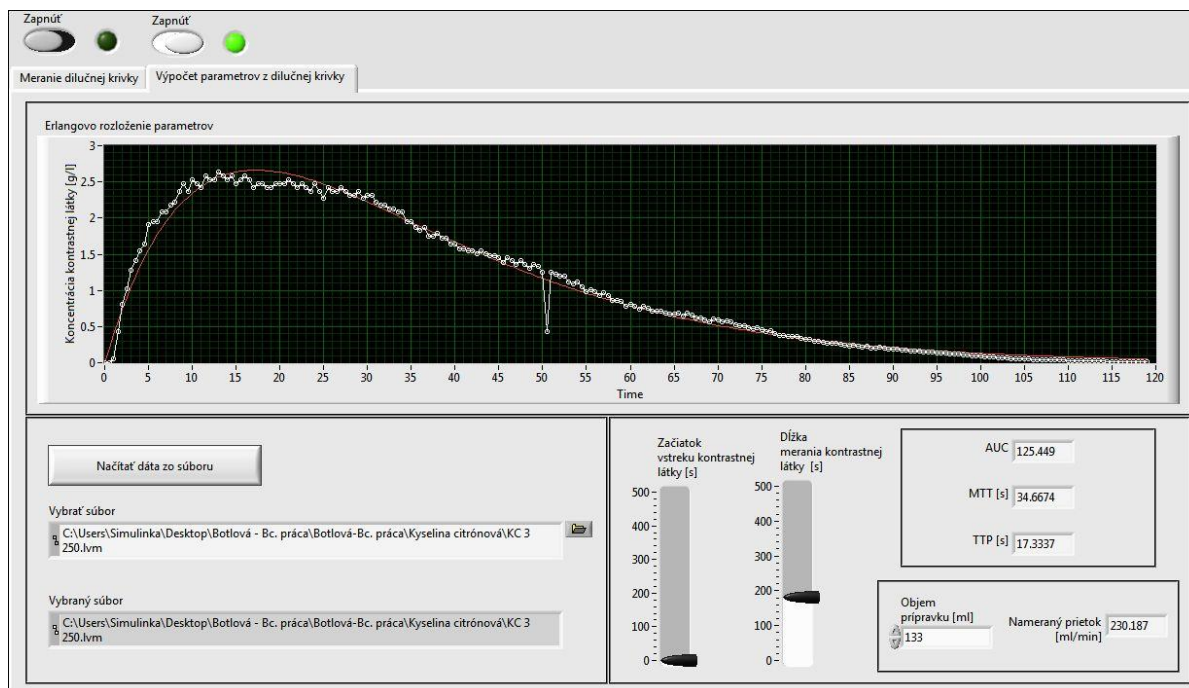 Zapnúť
Zapnúť
Meranie dilučnej krivky
Výpočet parametrov z dilučnej krivky
Erlangovo rozloženie parametrov
Koncentrácia kontrastnej látky [g/l]
3
2.5
2
1.5
1
0.5
0
0 5 10 15 20 25 30 35 40 45 50 55 60 65 70 75 80 85 90 95 100 105 110 115 120
Time
Načítať dáta zo súboru
Vybrať súbor
C:\Users\Simulinka\Desktop\Botlová - Bc. práca\Botlová-Bc. práca\Kyselina citrónová\KC 3
250.lvm
Vybraný súbor
C:\Users\Simulinka\Desktop\Botlová - Bc. práca\Botlová-Bc. práca\Kyselina citrónová\KC 3
250.lvm
Začiatok
vstreku kontrastnej
látky [s]
500
400
300
200
100
0
Dĺžka
merania kontrastnej
látky [s]
500
400
300
200
100
0
AUC 125.449
MTT [s] 34.6674
TTP [s] 17.3337
Objem
prípravku [ml]
133
Nameraný prietok
[ml/min]
230.187